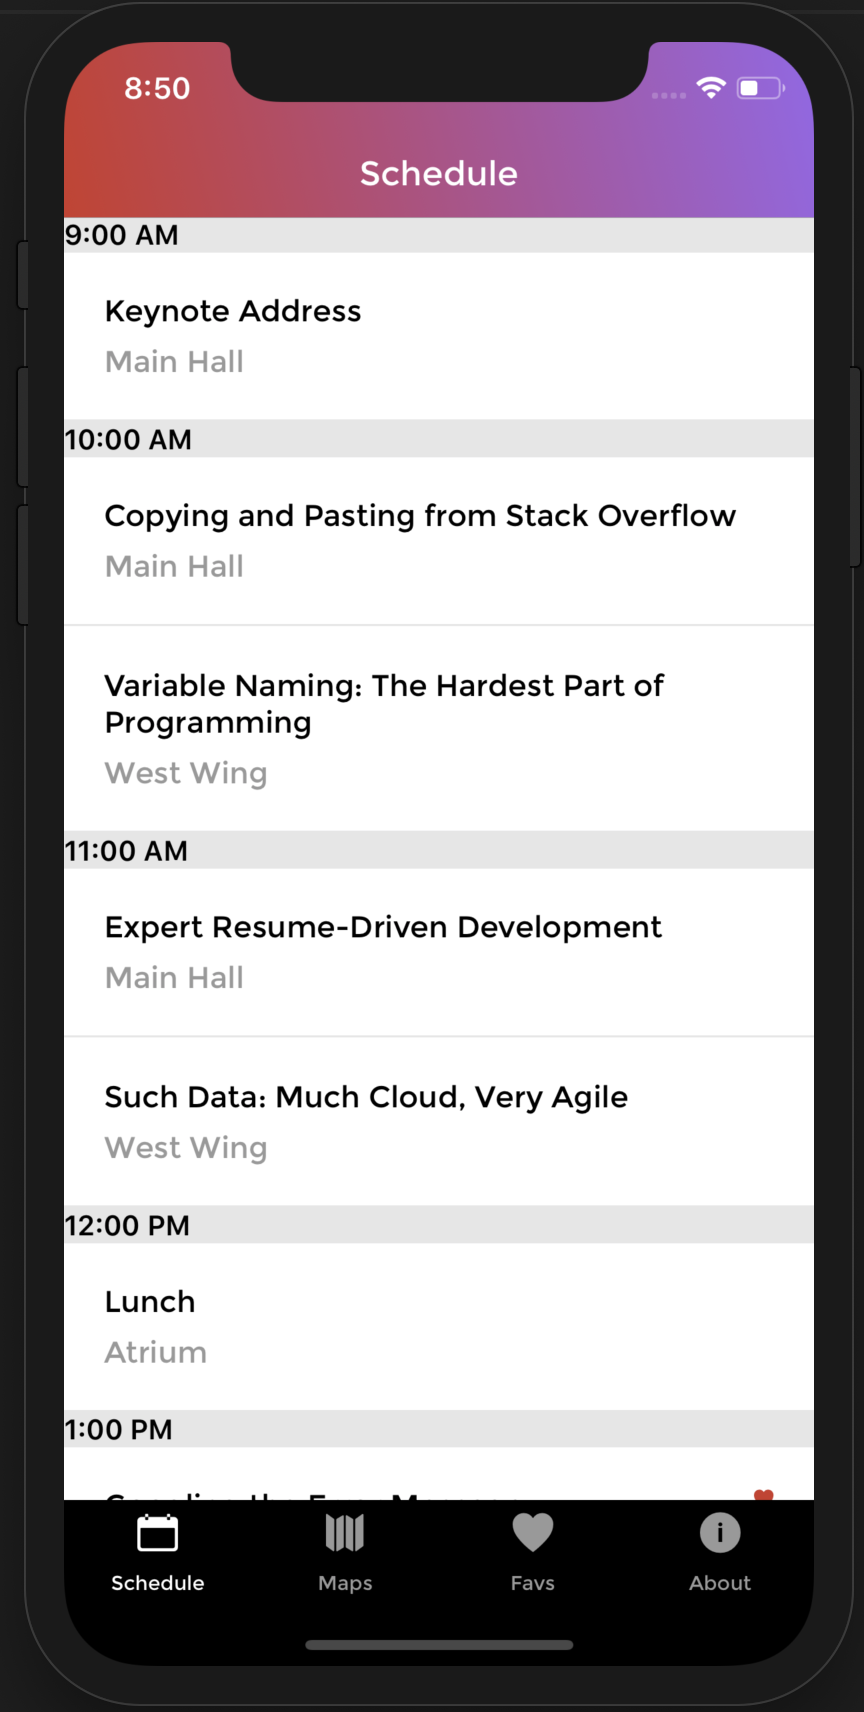 8:50
Schedule
9:00 AM
Keynote Address
Main Hall
10:00 AM
Copying and Pasting from Stack Overflow
Main Hall
Variable Naming: The Hardest Part of
Programming
West Wing
11:00 AM
Expert Resume-Driven Development
Main Hall
Such Data: Much Cloud, Very Agile
West Wing
12:00 PM
Lunch
Atrium
1:00 PM
Schedule
Maps
Favs
About